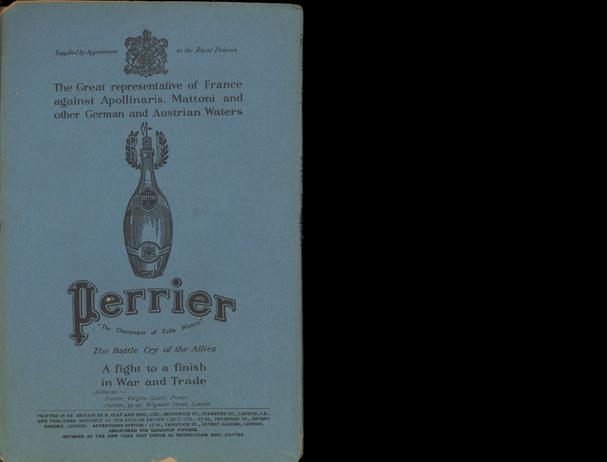 Supplied by Appointment to the Royal Palaces
The Great representative of France
against Apollinaris, Mattoni and
other German and Austrian Waters
Perrier
"The Champagne of Table Waters."
The Battle Cry of the Allies
A fight to a finish
in War and Trade
Addresses:—
Perrier, Vergèze (Gard) France.
Perrier, 45-47, Wigmore Street, London.
PRINTED IN GT. BRITAIN BY R. CLAY AND SONS, LTD., BRUNSWICK ST., STAMFORD ST., LONDON, S.E.,
AND PUBLISHED MONTHLY BY THE ENGLISH REVIEW (1911) LTD., 17-21, TAVISTOCK ST., COVENT
GARDEN, LONDON. ADVERTISING OFFICES: 17-21, TAVISTOCK ST., COVENT GARDEN, LONDON.
REGISTERED FOR CANADIAN POSTAGE.
ENTERED AT THE NEW YORK POST OFFICE AS SECOND-CLASS MAIL MATTER.